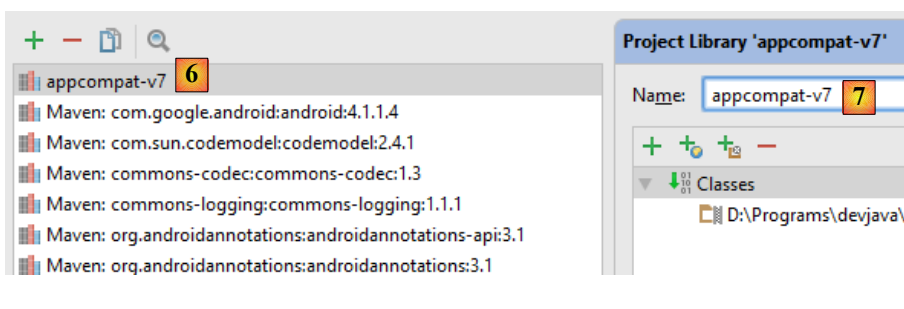 appcompat-v7 6
Maven: com.google.android:android:4.1.1.4
Maven: com.sun.codemodel:codemodel:2.4.1
Maven: commons-codec:commons-codec:1.3
Maven: commons-logging:commons-logging:1.1.1
Maven: org.androidannotations:androidannotations-api:3.1
Maven: org.androidannotations:androidannotations:3.1
Project Library 'appcompat-v7'
Name: appcompat-v7 7
Classes
D:\Programs\devjava\